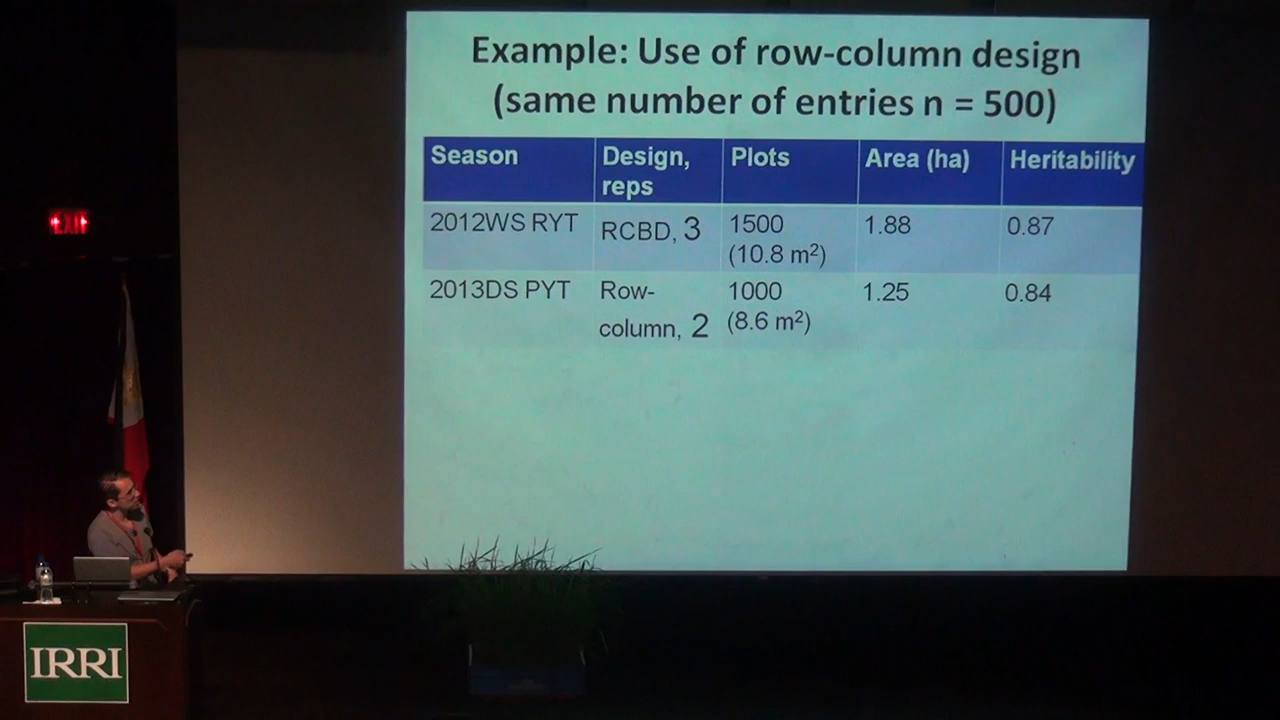 Example: Use of row-column design
(same number of entries n = 500)
Season Design, reps Plots Area (ha) Heritability
2012WS RYT RCBD, 3 1500 (10.8 m²) 1.88 0.87
2013DS PYT Row-column, 2 1000 (8.6 m²) 1.25 0.84
EXIT
IRRI